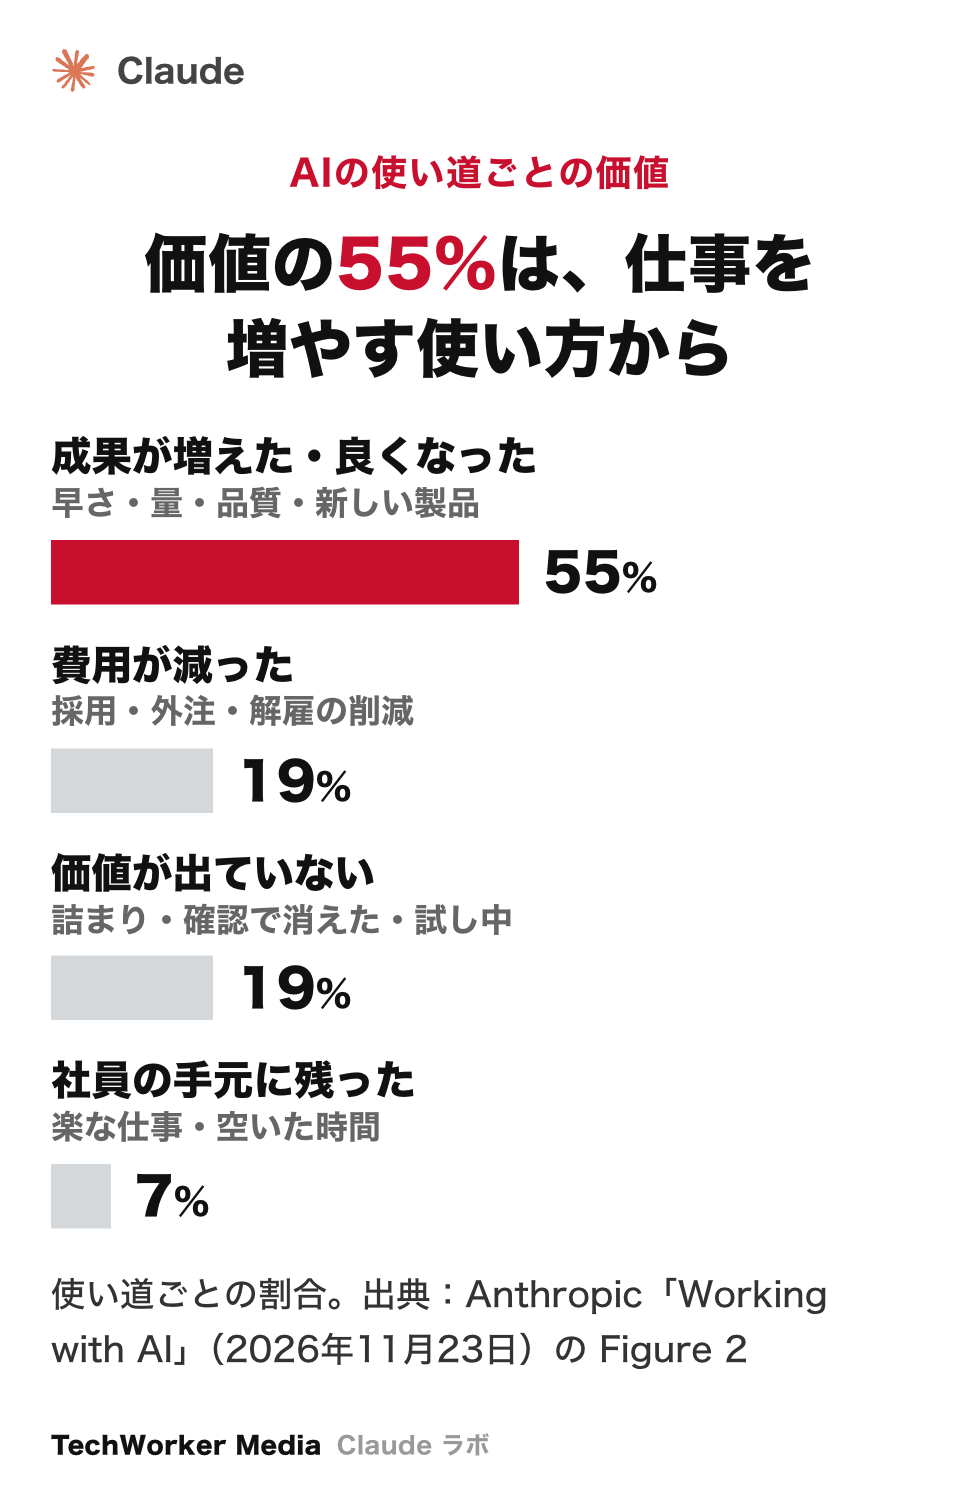 Claude
AIの使い道ごとの価値
価値の55%は、仕事を
増やす使い方から
成果が増えた・良くなった
早さ・量・品質・新しい製品
55%
費用が減った
採用・外注・解雇の削減
19%
価値が出ていない
詰まり・確認で消えた・試し中
19%
社員の手元に残った
楽な仕事・空いた時間
7%
使い道ごとの割合。出典：Anthropic「Working
with AI」（2026年11月23日）の Figure 2
TechWorker Media Claude ラボ